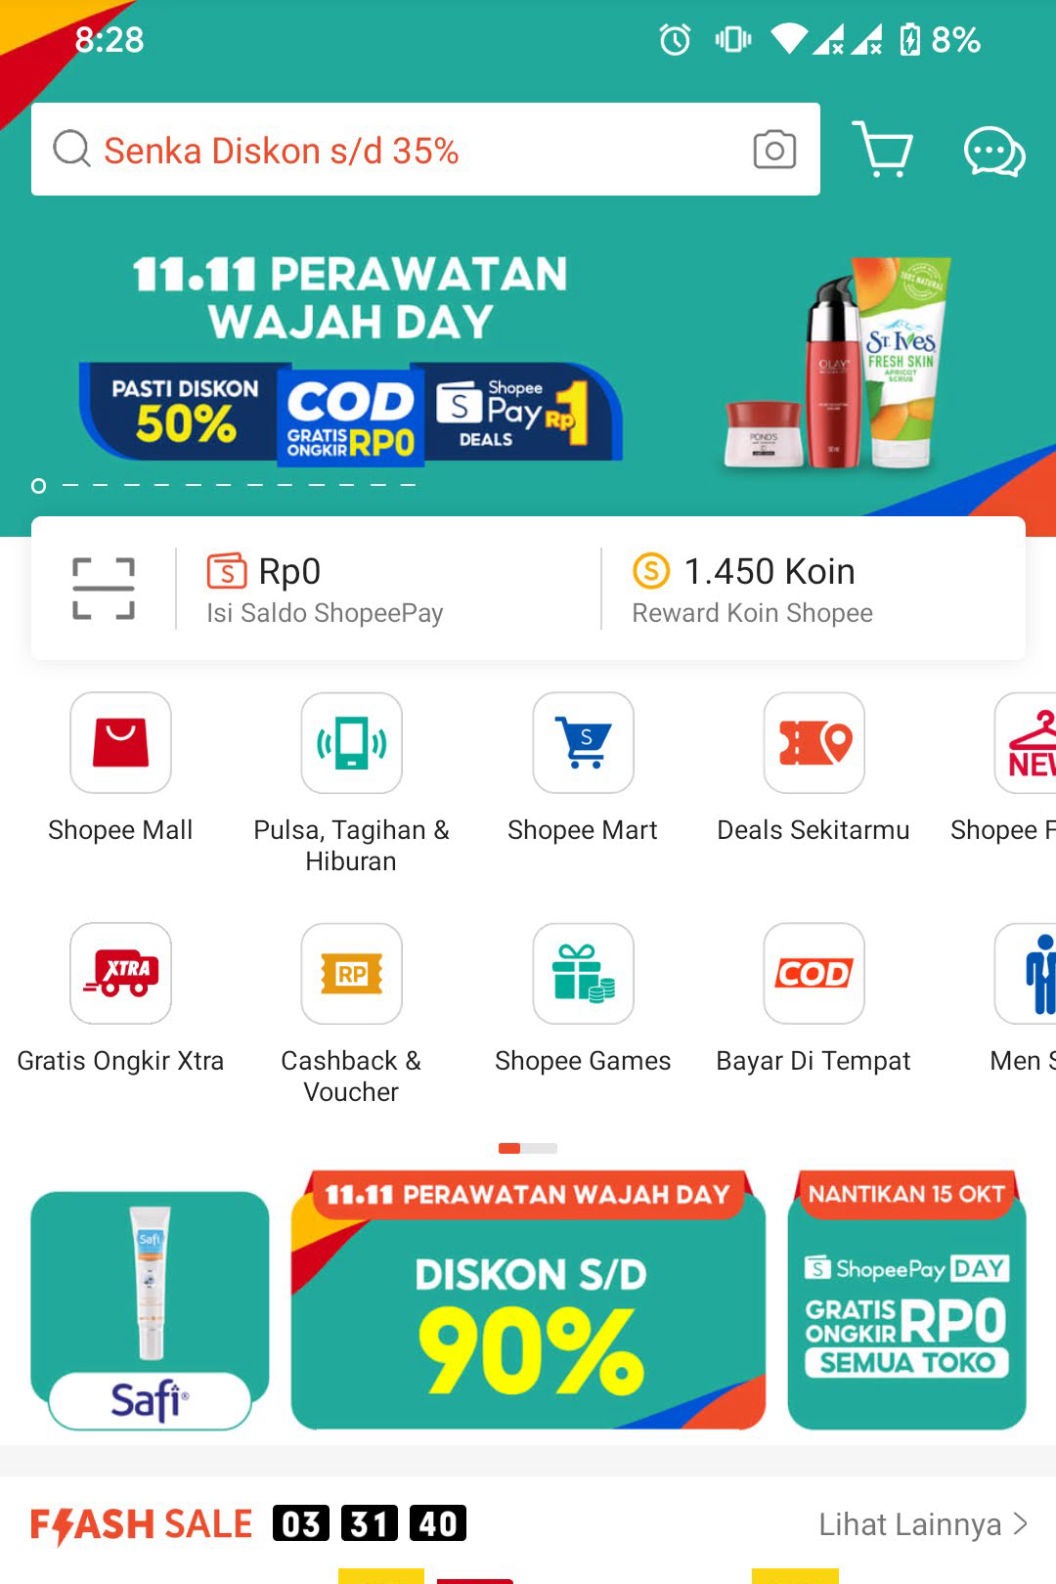 8:28
8%
Senka Diskon s/d 35%
11.11 PERAWATAN
WAJAH DAY
PASTI DISKON
50%
COD
GRATIS
ONGKIR RP0
Shopee
S Pay
DEALS
Rp1
100% NATURAL
ST. IVES
FRESH SKIN
APRICOT
SCRUB
OLAY
POND'S
S Rp0
Isi Saldo ShopeePay
S 1.450 Koin
Reward Koin Shopee
S
NEW
Shopee Mall
Pulsa, Tagihan &
Hiburan
Shopee Mart
Deals Sekitarmu
Shopee F
XTRA
RP
COD
Gratis Ongkir Xtra
Cashback &
Voucher
Shopee Games
Bayar Di Tempat
Men S
Safi
Safi®
11.11 PERAWATAN WAJAH DAY
DISKON S/D
90%
NANTIKAN 15 OKT
S ShopeePay DAY
GRATIS
ONGKIR RP0
SEMUA TOKO
FLASH SALE 03 31 40
Lihat Lainnya >